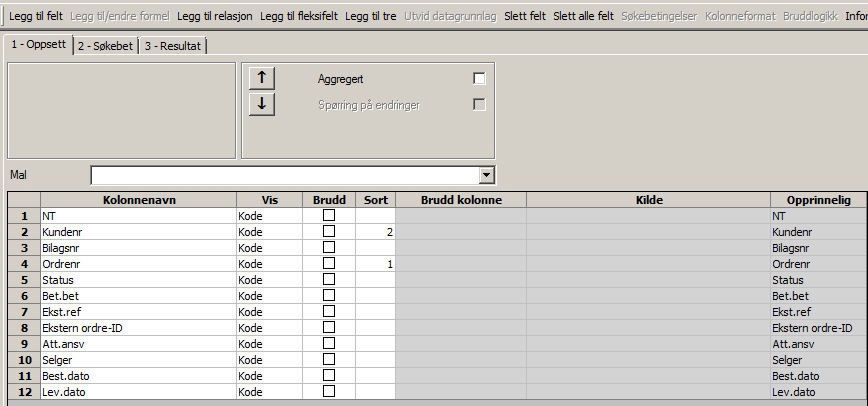 Legg til felt Legg til/endre formel Legg til relasjon Legg til fleksifelt Legg til tre Utvid datagrunnlag Slett felt Slett alle felt Søkebetingelser Kolonneformat Bruddlogikk Infor
1 - Oppsett 2 - Søkebet 3 - Resultat
↑ Aggregert
↓ Spørring på endringer
Mal
Kolonnenavn Vis Brudd Sort Brudd kolonne Kilde Opprinnelig
1 NT Kode NT
2 Kundenr Kode 2 Kundenr
3 Bilagsnr Kode Bilagsnr
4 Ordrenr Kode 1 Ordrenr
5 Status Kode Status
6 Bet.bet Kode Bet.bet
7 Ekst.ref Kode Ekst.ref
8 Ekstern ordre-ID Kode Ekstern ordre-ID
9 Att.ansv Kode Att.ansv
10 Selger Kode Selger
11 Best.dato Kode Best.dato
12 Lev.dato Kode Lev.dato